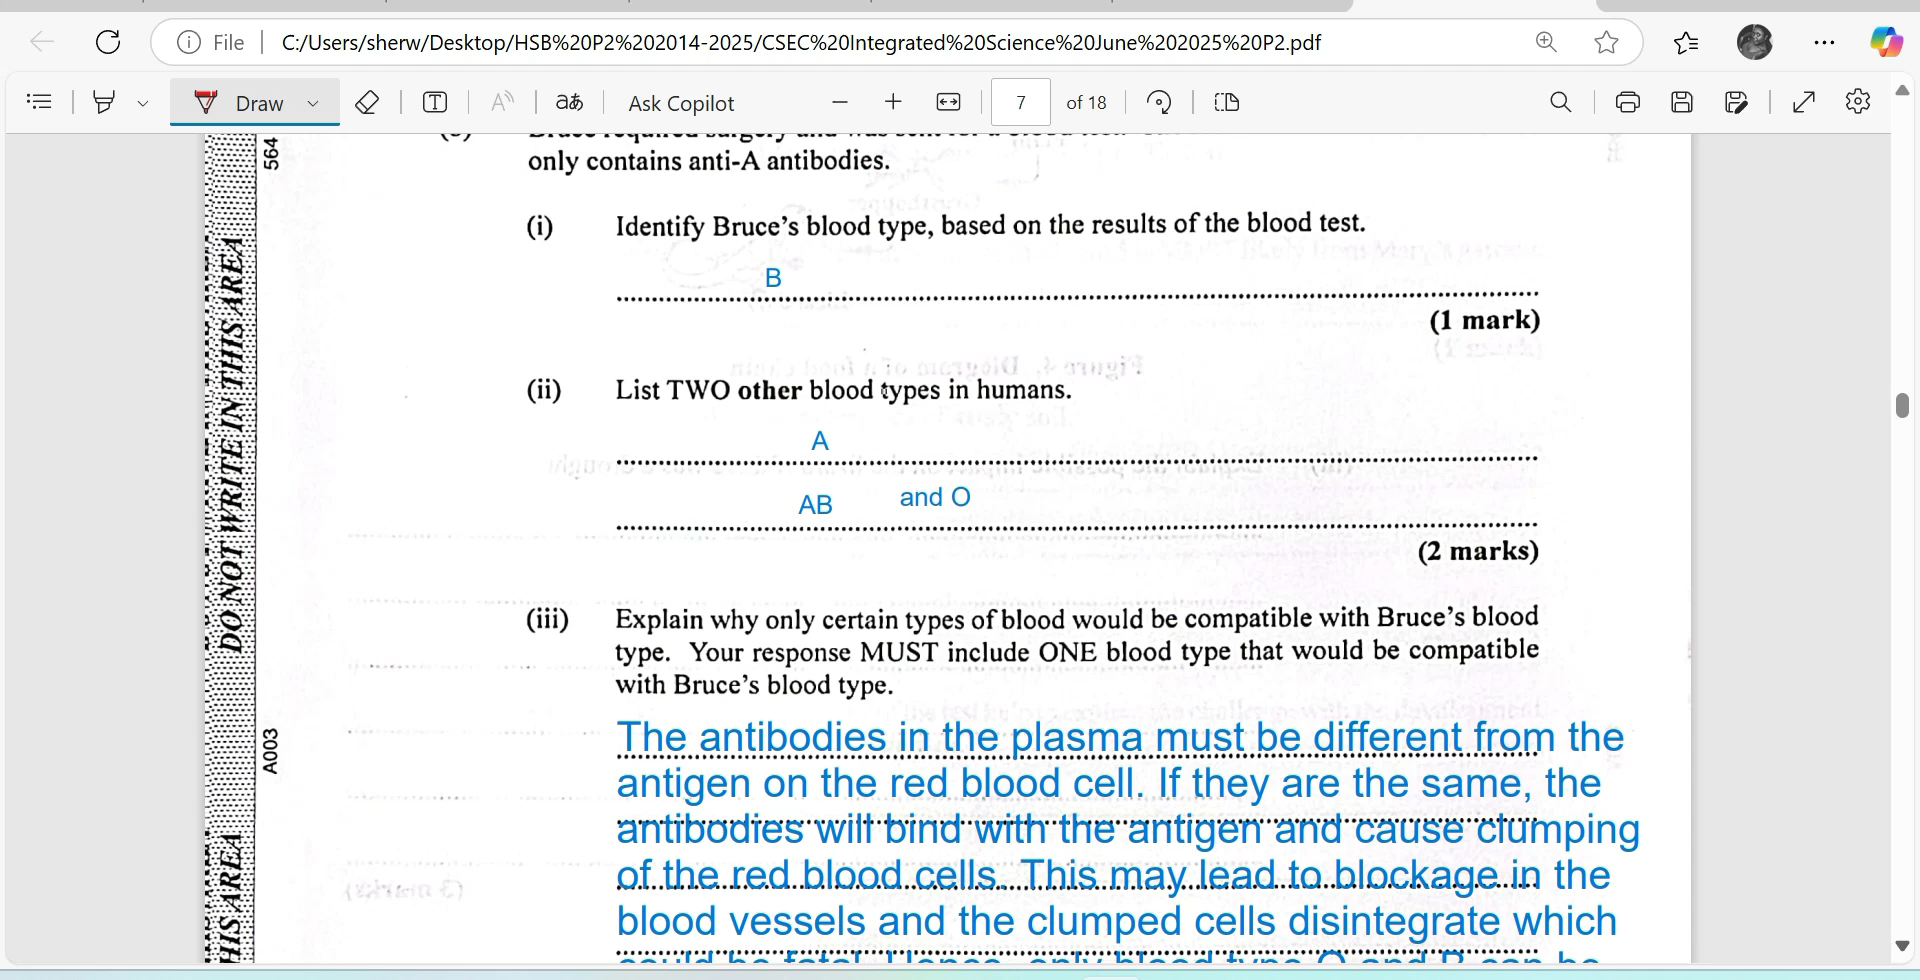 File
C:/Users/sherw/Desktop/HSB%20P2%202014-2025/CSEC%20Integrated%20Science%20June%202025%20P2.pdf
Draw
Ask Copilot
7 of 18
only contains anti-A antibodies.
(i) Identify Bruce's blood type, based on the results of the blood test.
B
(1 mark)
(ii) List TWO other blood types in humans.
A
AB and O
(2 marks)
(iii) Explain why only certain types of blood would be compatible with Bruce's blood
type. Your response MUST include ONE blood type that would be compatible
with Bruce's blood type.
The antibodies in the plasma must be different from the
antigen on the red blood cell. If they are the same, the
antibodies will bind with the antigen and cause clumping
of the red blood cells. This may lead to blockage in the
blood vessels and the clumped cells disintegrate which
564
DO NOT WRITE IN THIS AREA
A003
HIS AREA